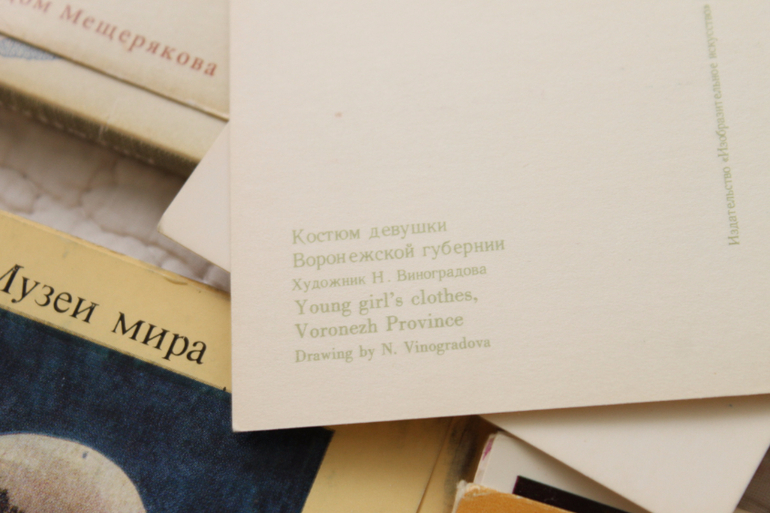 дом Мещерякова
Музеи мира
Костюм девушки
Воронежской губернии
Художник Н. Виноградова
Young girl's clothes,
Voronezh Province
Drawing by N. Vinogradova
Издательство «Изобразительное искусство»